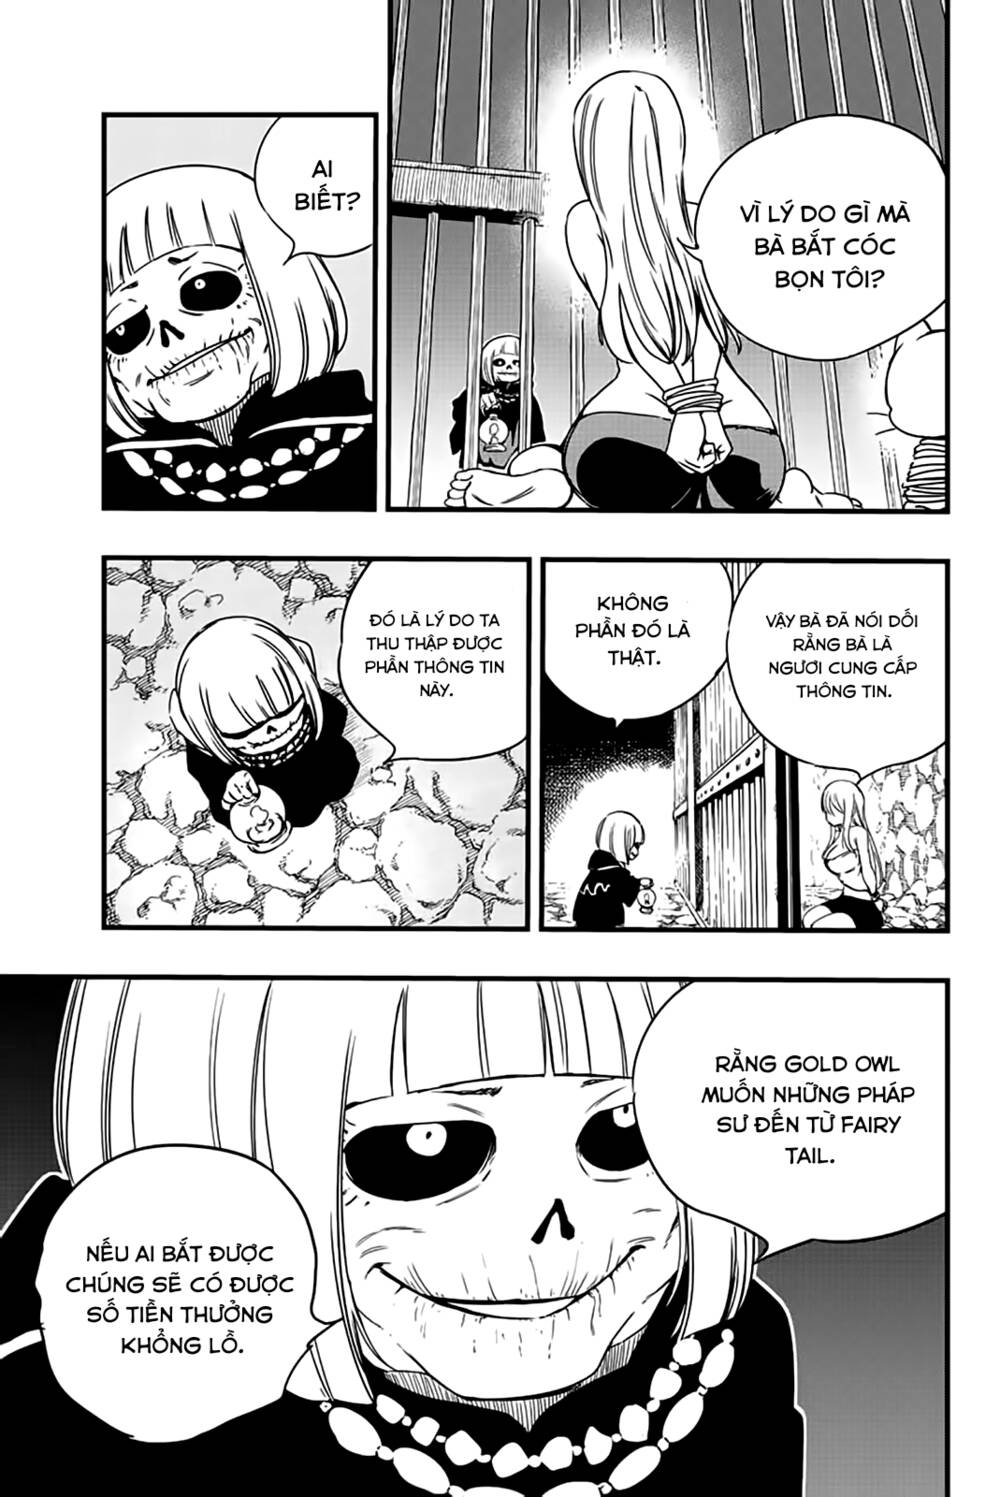 VÌ LÝ DO GÌ MÀ
BÀ BẮT CÓC
BỌN TÔI?
AI
BIẾT?
VẬY BÀ ĐÃ NÓI DỐI
RẰNG BÀ LÀ
NGƯƠI CUNG CẤP
THÔNG TIN.
KHÔNG
PHẦN ĐÓ LÀ
THẬT.
ĐÓ LÀ LÝ DO TA
THU THẬP ĐƯỢC
PHẦN THÔNG TIN
NÀY.
RẰNG GOLD OWL
MUỐN NHỮNG PHÁP
SƯ ĐẾN TỪ FAIRY
TAIL.
NẾU AI BẮT ĐƯỢC
CHÚNG SẼ CÓ ĐƯỢC
SỐ TIỀN THƯỞNG
KHỔNG LỒ.